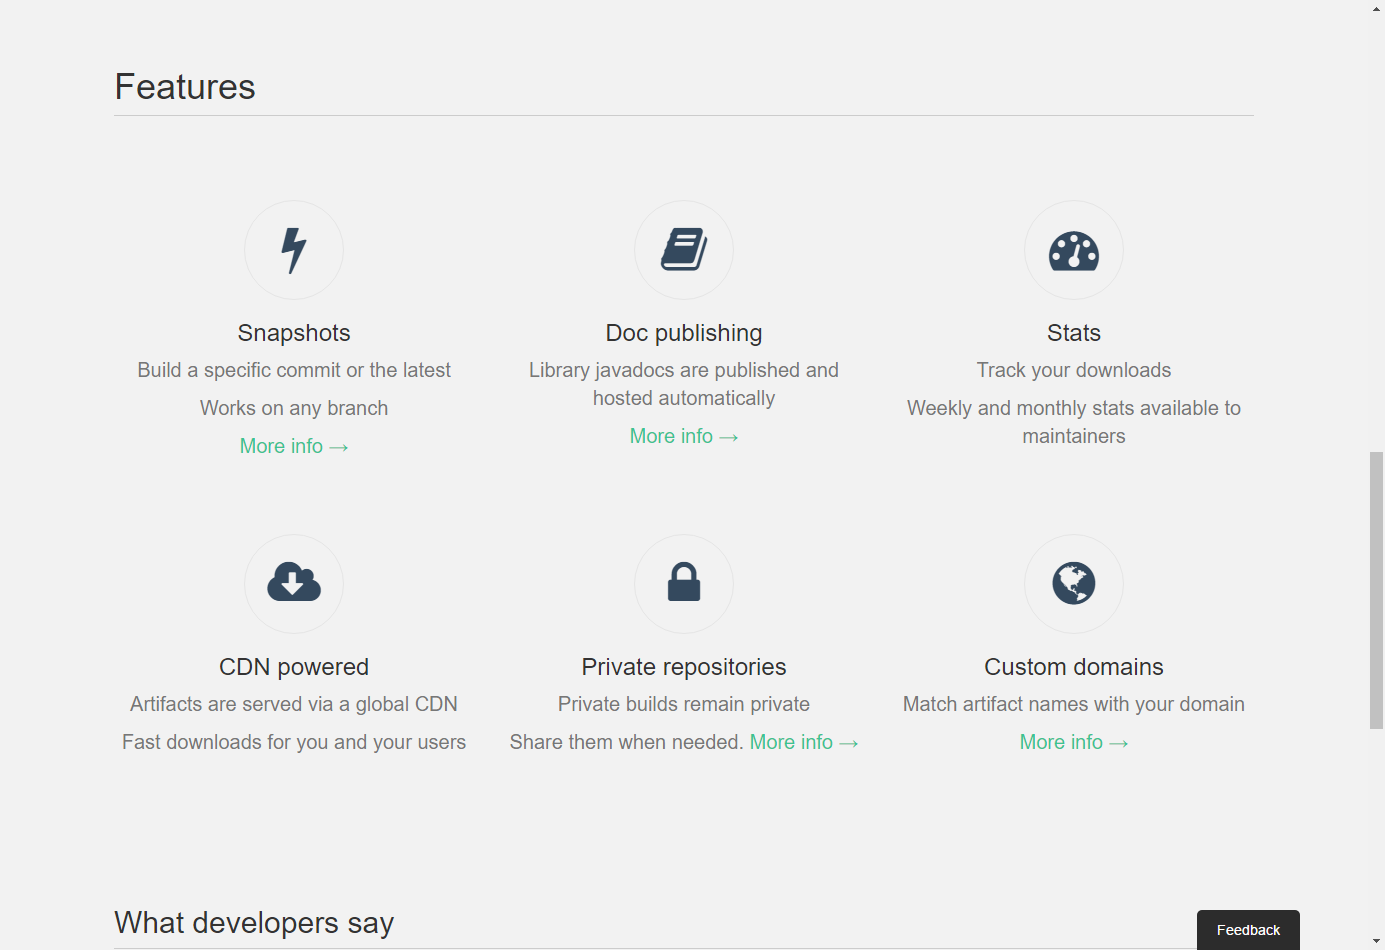 Features
Snapshots
Build a specific commit or the latest
Works on any branch
More info →
Doc publishing
Library javadocs are published and
hosted automatically
More info →
Stats
Track your downloads
Weekly and monthly stats available to
maintainers
CDN powered
Artifacts are served via a global CDN
Fast downloads for you and your users
Private repositories
Private builds remain private
Share them when needed. More info →
Custom domains
Match artifact names with your domain
More info →
What developers say
Feedback